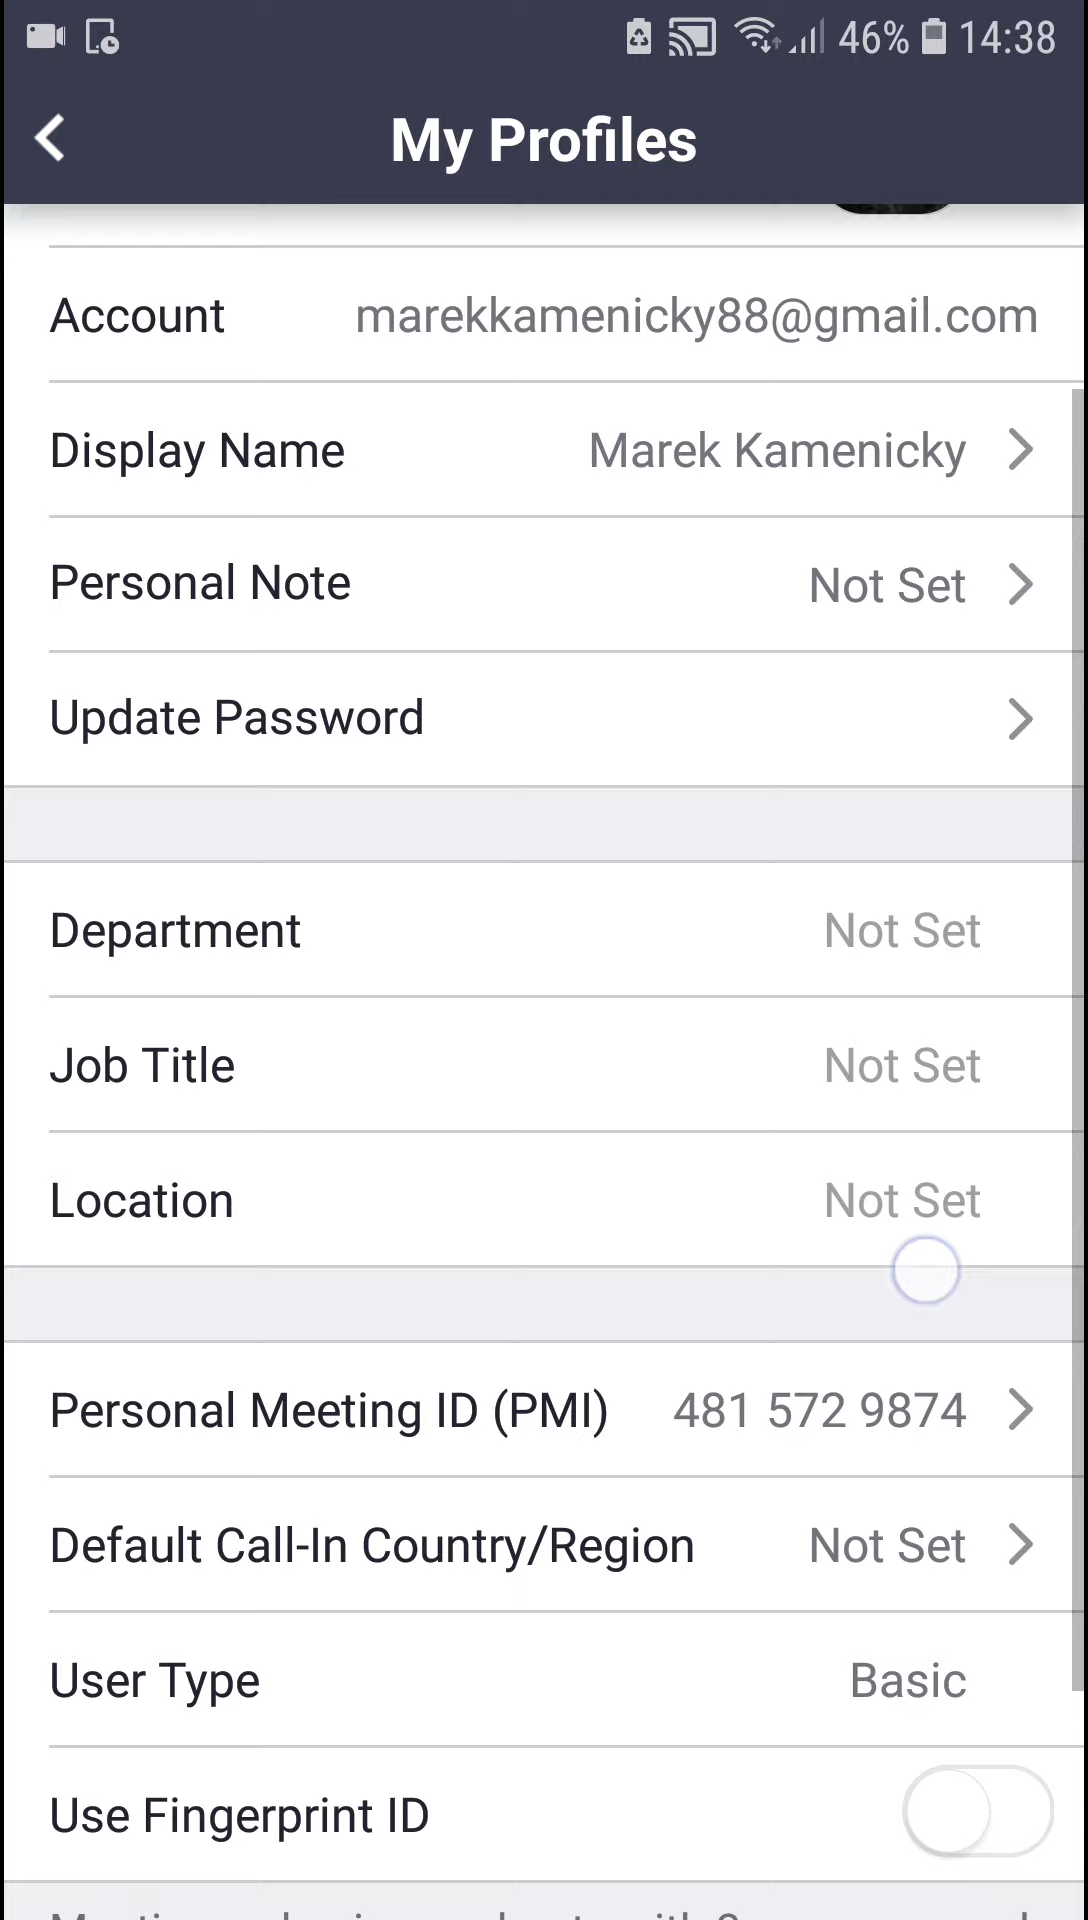 46% 14:38
My Profiles
Account marekkamenicky88@gmail.com
Display Name Marek Kamenicky
Personal Note Not Set
Update Password
Department Not Set
Job Title Not Set
Location Not Set
Personal Meeting ID (PMI) 481 572 9874
Default Call-In Country/Region Not Set
User Type Basic
Use Fingerprint ID